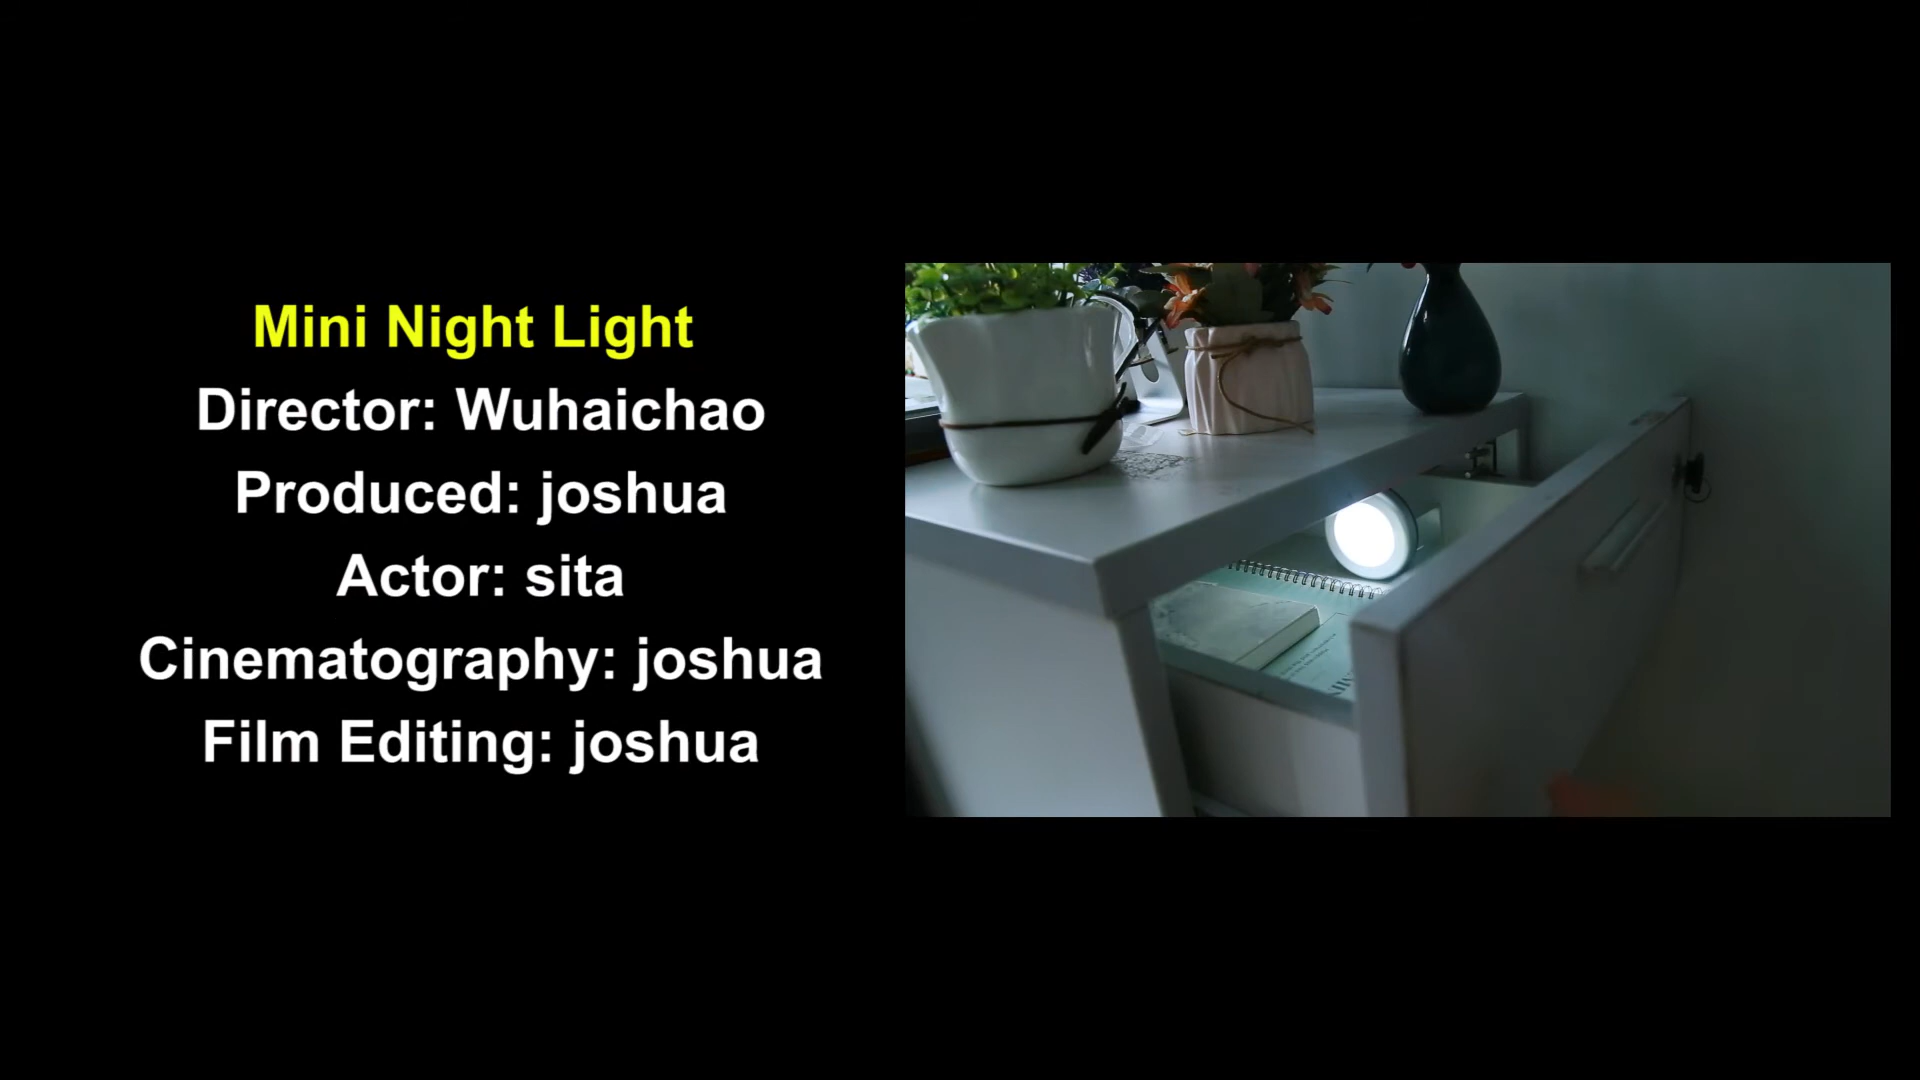 Mini Night Light
Director: Wuhaichao
Produced: joshua
Actor: sita
Cinematography: joshua
Film Editing: joshua